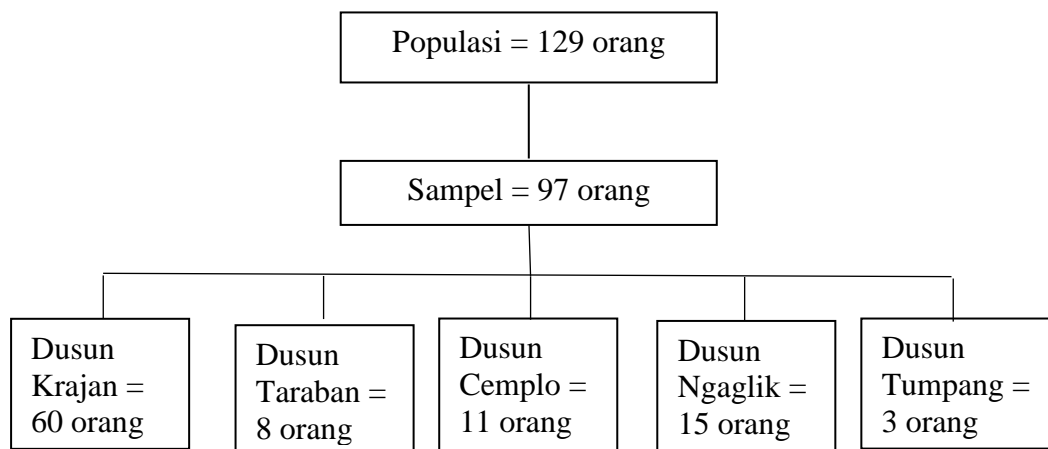 Populasi = 129 orang
Sampel = 97 orang
Dusun
Krajan =
60 orang
Dusun
Taraban =
8 orang
Dusun
Cemplo =
11 orang
Dusun
Ngaglik =
15 orang
Dusun
Tumpang =
3 orang